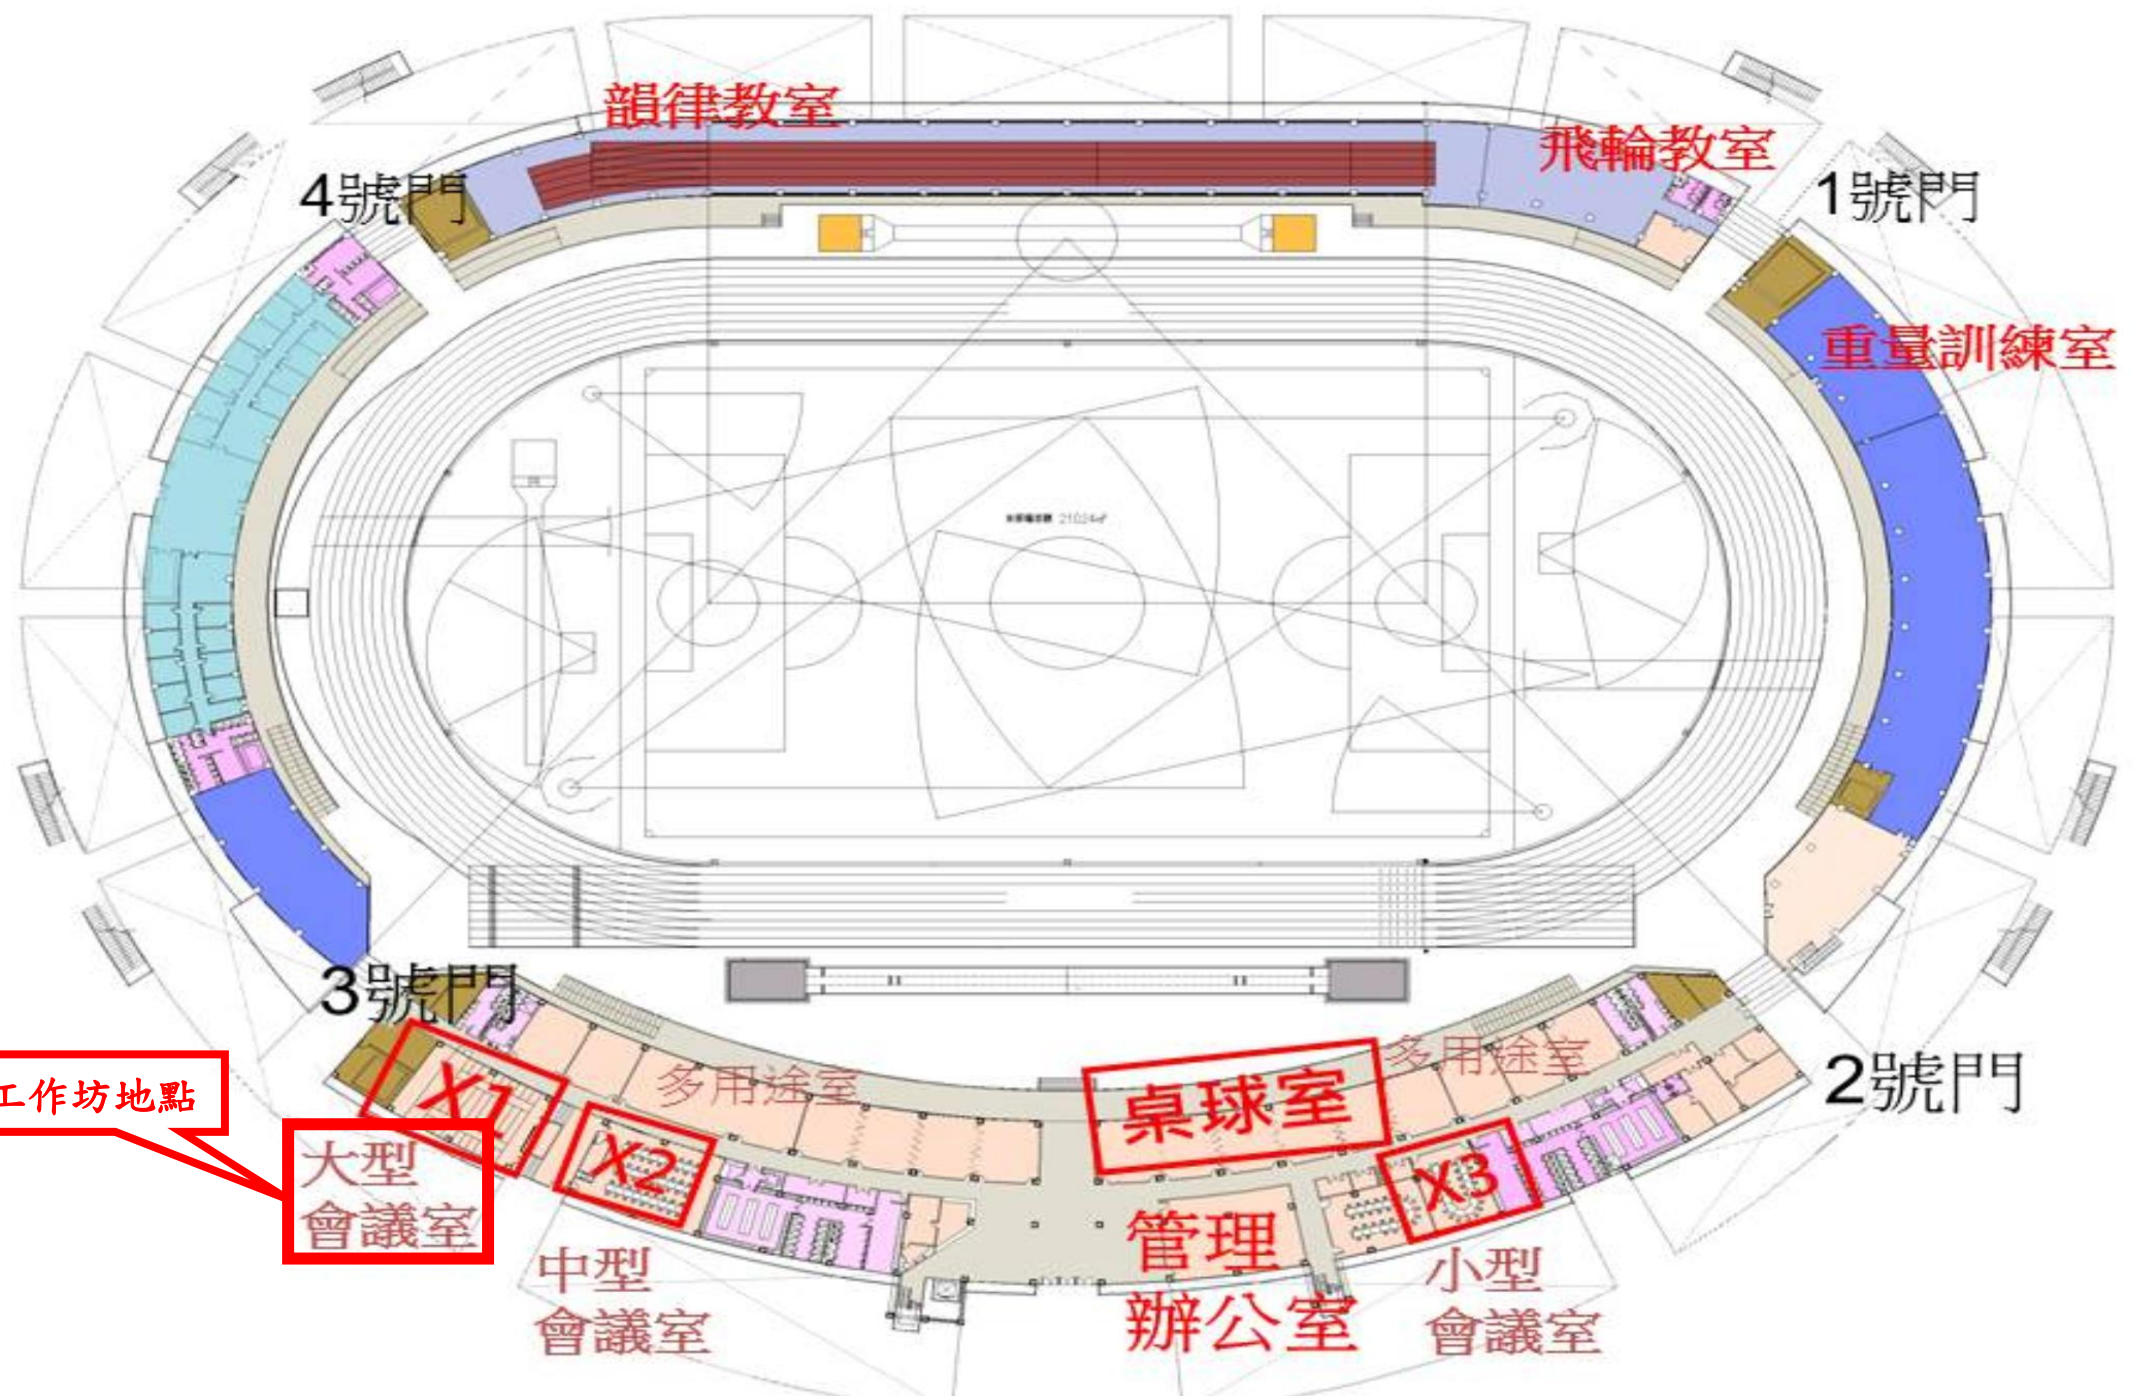 韻律教室
飛輪教室
4號門
1號門
重量訓練室
21024㎡
3號門
多用途室
多用途室
桌球室
2號門
X1
X2
X3
工作坊地點
大型
會議室
中型
會議室
管理
辦公室
小型
會議室